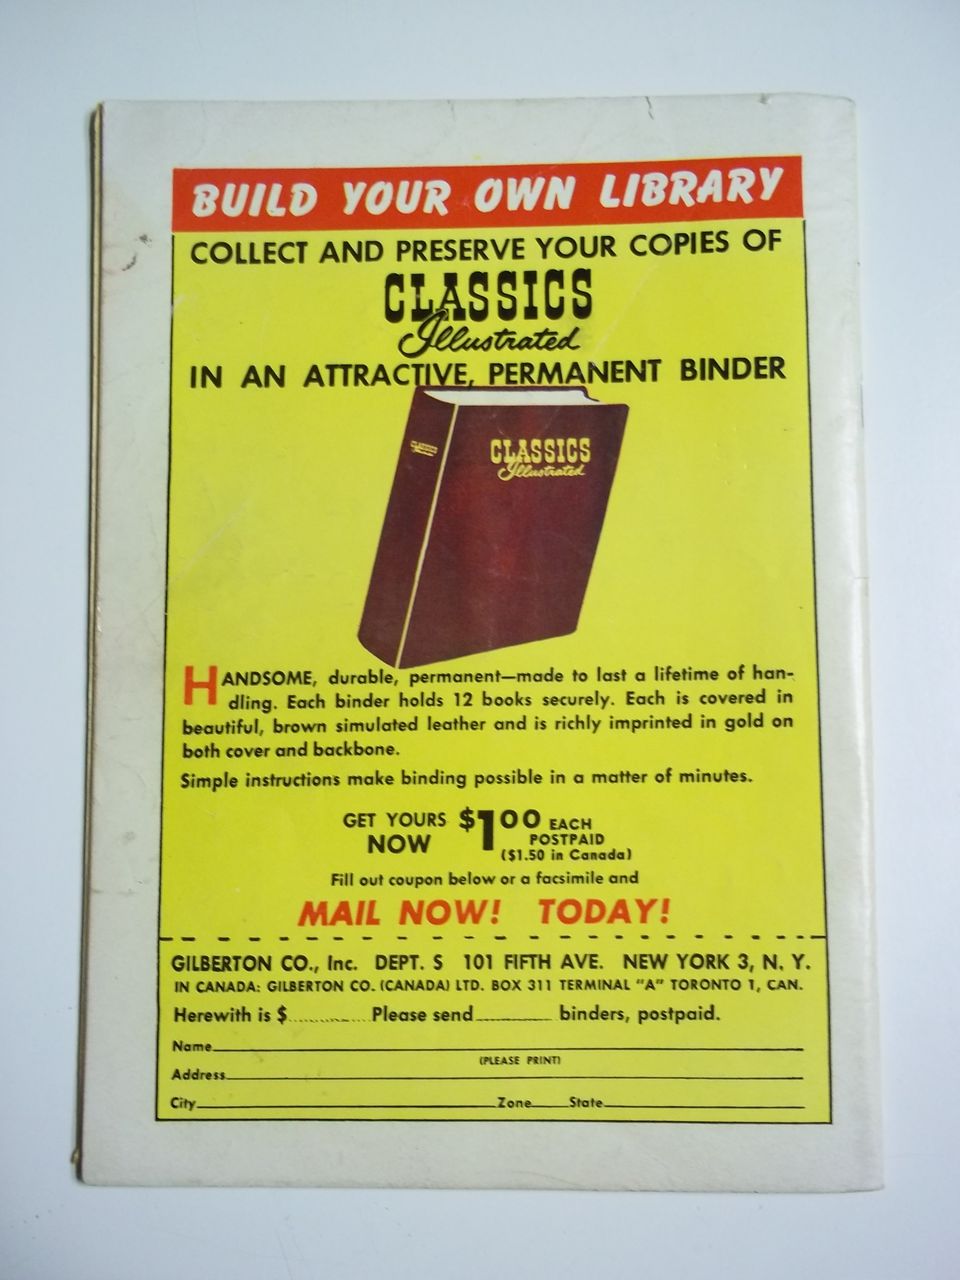 BUILD YOUR OWN LIBRARY
COLLECT AND PRESERVE YOUR COPIES OF
CLASSICS
Illustrated
IN AN ATTRACTIVE, PERMANENT BINDER
CLASSICS
Illustrated
HANDSOME, durable, permanent—made to last a lifetime of han-
dling. Each binder holds 12 books securely. Each is covered in
beautiful, brown simulated leather and is richly imprinted in gold on
both cover and backbone.
Simple instructions make binding possible in a matter of minutes.
GET YOURS NOW $1.00 EACH
POSTPAID
($1.50 in Canada)
Fill out coupon below or a facsimile and
MAIL NOW! TODAY!
GILBERTON CO., Inc. DEPT. S 101 FIFTH AVE. NEW YORK 3, N. Y.
IN CANADA: GILBERTON CO. (CANADA) LTD. BOX 311 TERMINAL "A" TORONTO 1, CAN.
Herewith is $............ Please send________ binders, postpaid.
Name
(PLEASE PRINT)
Address
City Zone State